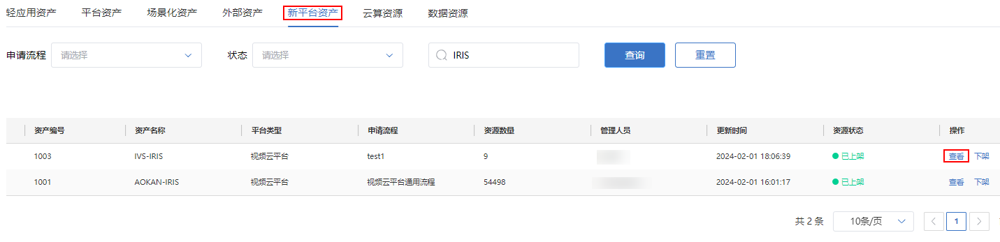 轻应用资产 平台资产 场景化资产 外部资产 新平台资产 云算资源 数据资源
申请流程 请选择 状态 请选择 IRIS 查询 重置
资产编号 资产名称 平台类型 申请流程 资源数量 管理人员 更新时间 资源状态 操作
1003 IVS-IRIS 视频云平台 test1 9 2024-02-01 18:06:39 已上架 查看 下架
1001 AOKAN-IRIS 视频云平台 视频云平台通用流程 54498 2024-02-01 16:01:17 已上架 查看 下架
共 2 条 10条/页 1